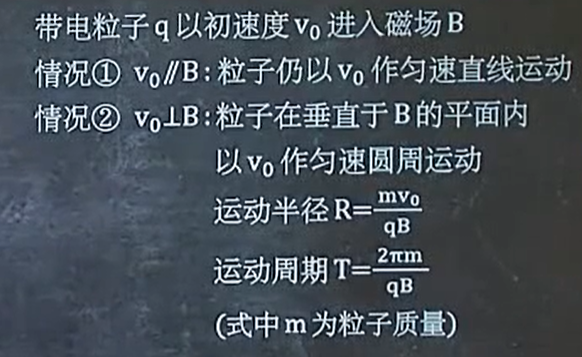 带电粒子q以初速度v₀进入磁场B
情况① v₀∥B:粒子仍以v₀作匀速直线运动
情况② v₀⊥B:粒子在垂直于B的平面内
以v₀作匀速圆周运动
运动半径R=mv₀/qB
运动周期T=2πm/qB
(式中m为粒子质量)